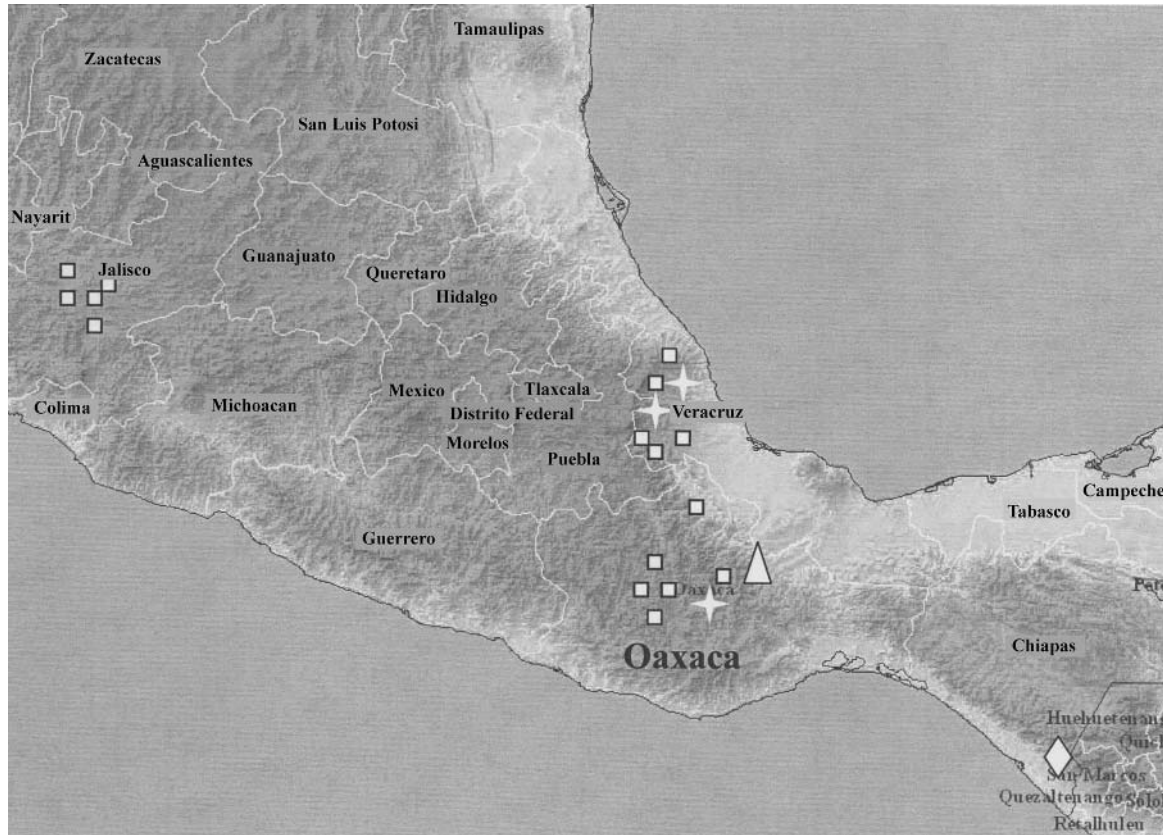 Tamaulipas
Zacatecas
San Luis Potosi
Aguascalientes
Nayarit
Guanajuato
Jalisco
Queretaro
Hidalgo
Mexico
Tlaxcala
Colima
Michoacan
Distrito Federal
Veracruz
Morelos
Puebla
Campeche
Tabasco
Guerrero
Oaxaca
Oaxaca
Chiapas
San Marcos
Quezaltenango
Retalhuleu